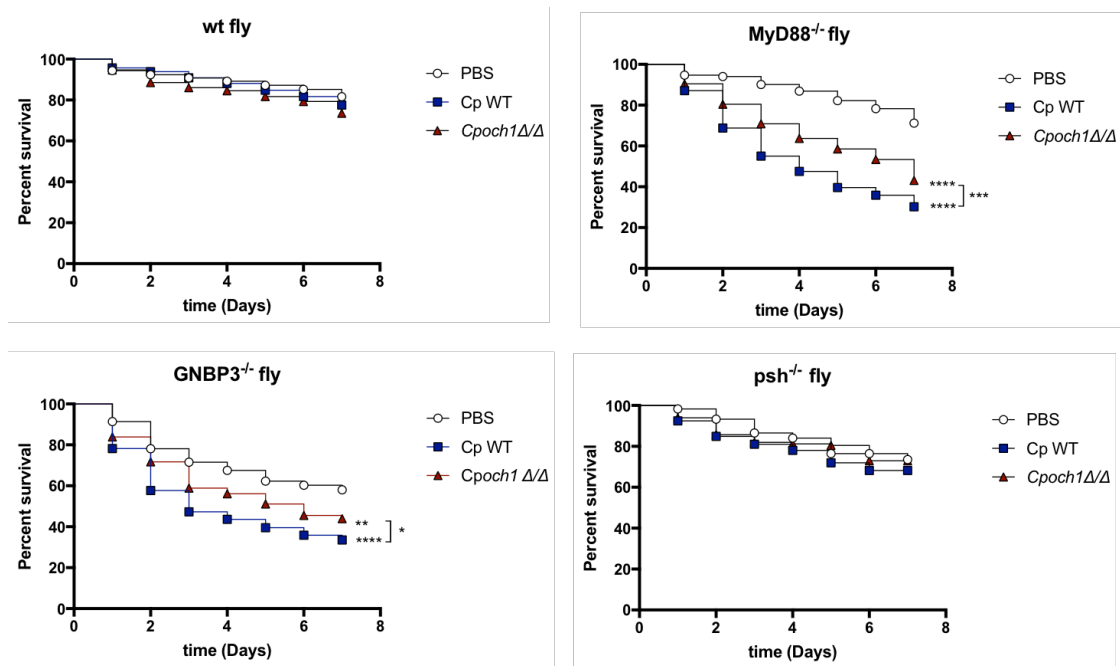 wt fly
100
80
60
40
20
0
Percent survival
0 2 4 6 8
time (Days)
PBS
Cp WT
Cpoch1Δ/Δ
MyD88-/- fly
100
80
60
40
20
0
Percent survival
0 2 4 6 8
time (Days)
PBS
Cp WT
Cpoch1Δ/Δ
****
***
****
GNBP3-/- fly
100
80
60
40
20
0
Percent survival
0 2 4 6 8
time (Days)
PBS
Cp WT
Cpoch1 Δ/Δ
**
*
****
psh-/- fly
100
80
60
40
20
0
Percent survival
0 2 4 6 8
time (Days)
PBS
Cp WT
Cpoch1Δ/Δ